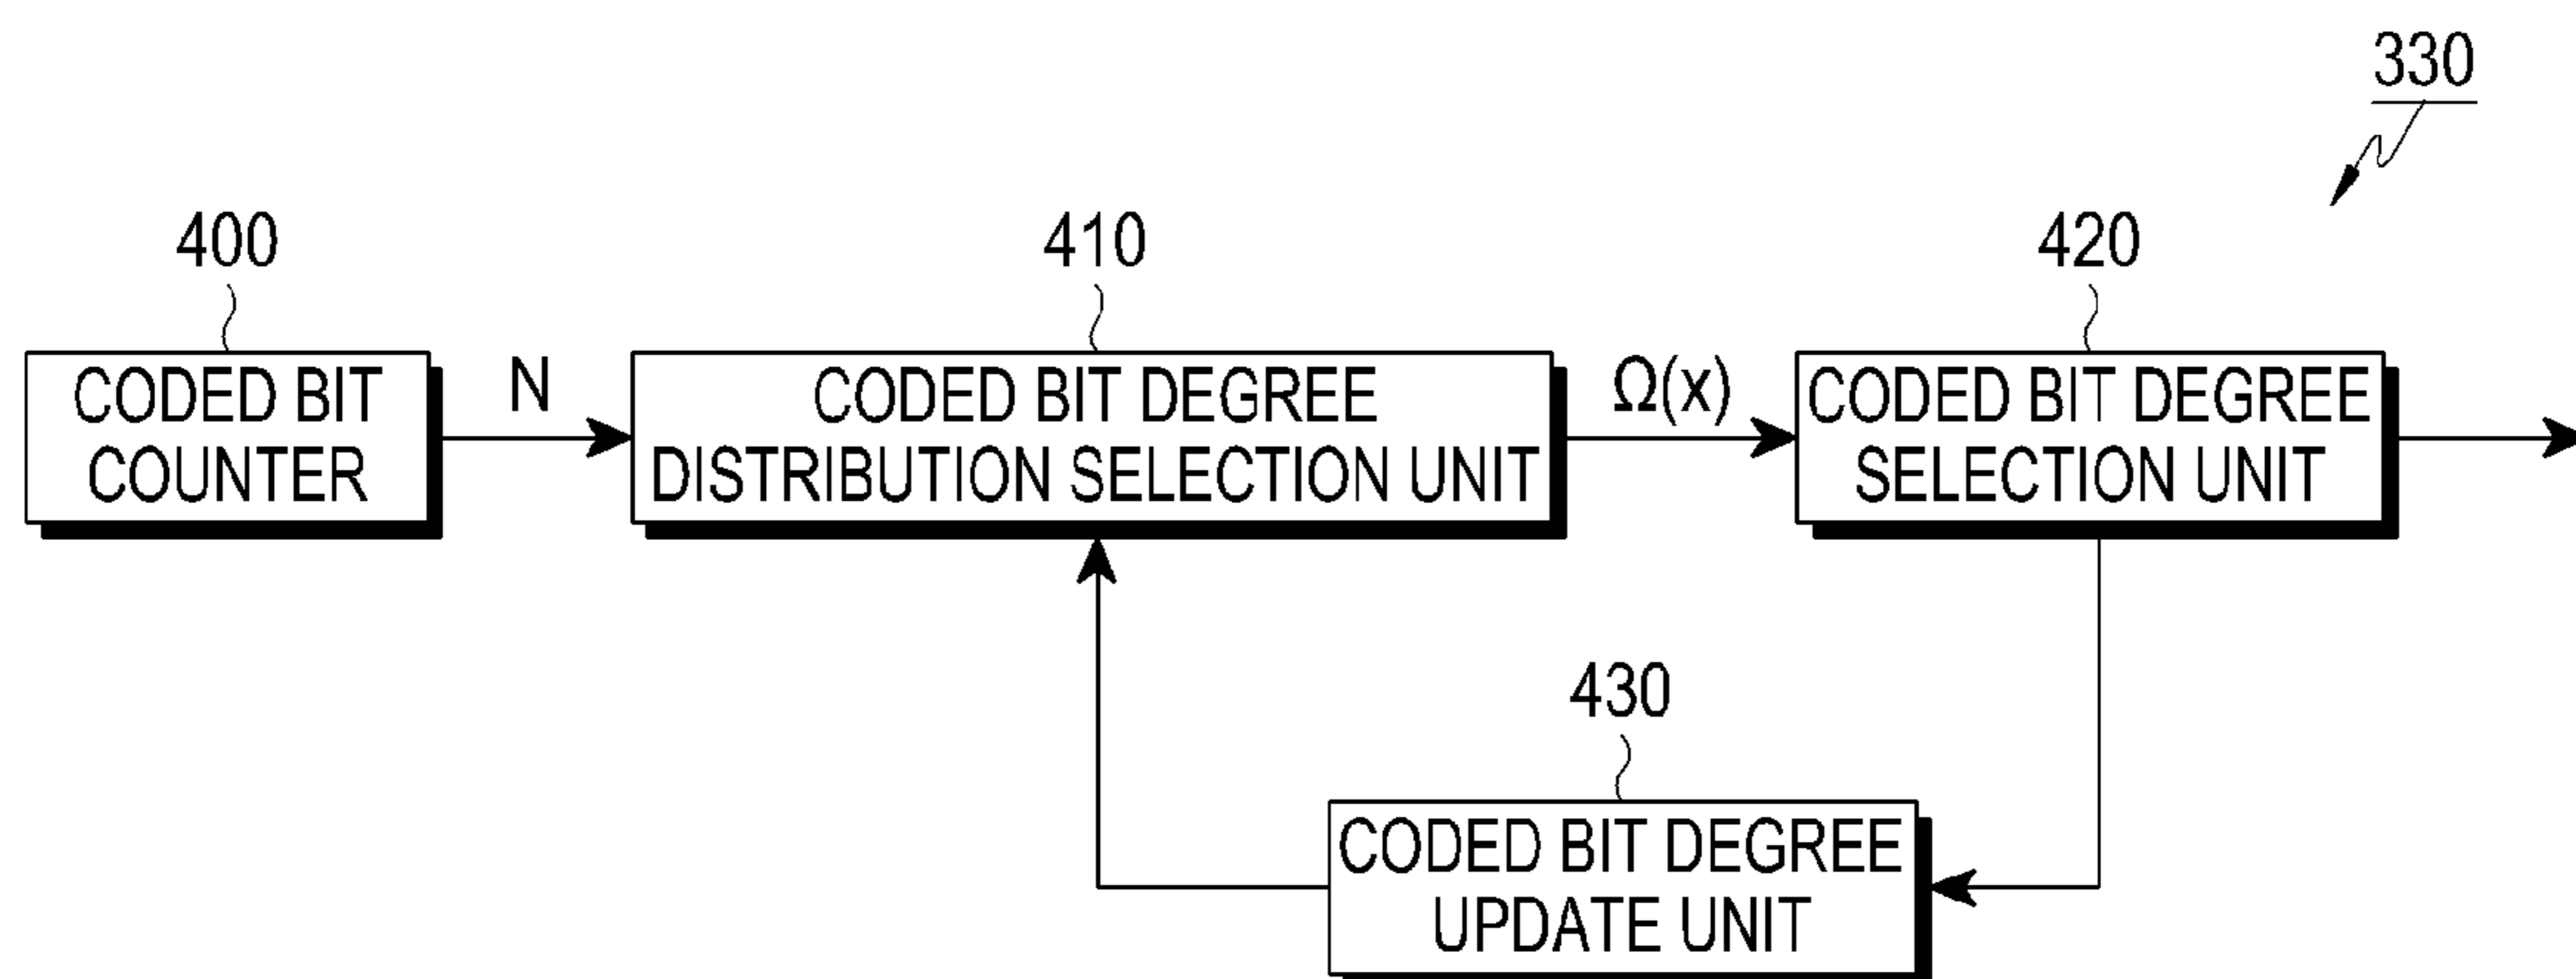 330
400
410
420
CODED BIT
COUNTER
N
CODED BIT DEGREE
DISTRIBUTION SELECTION UNIT
Ω(x)
CODED BIT DEGREE
SELECTION UNIT
430
CODED BIT DEGREE
UPDATE UNIT